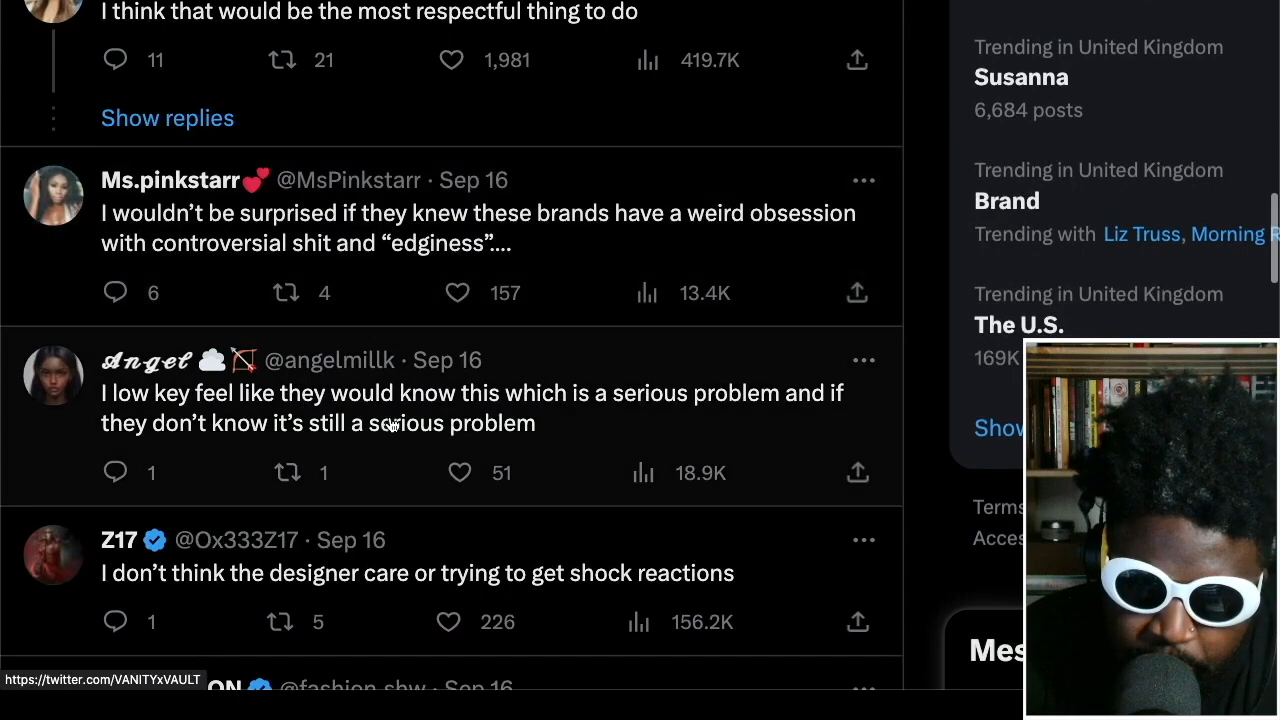 I think that would be the most respectful thing to do
11 21 1,981 419.7K
Show replies
Ms.pinkstarr💕 @MsPinkstarr · Sep 16
I wouldn’t be surprised if they knew these brands have a weird obsession
with controversial shit and “edginess”....
6 4 157 13.4K
𝓐𝓷𝓰𝓮𝓵 ☁️🏹 @angelmillk · Sep 16
I low key feel like they would know this which is a serious problem and if
they don’t know it’s still a serious problem
1 1 51 18.9K
Z17 @Ox333Z17 · Sep 16
I don’t think the designer care or trying to get shock reactions
1 5 226 156.2K
ON @fashion_sbw · Sep 16
https://twitter.com/VANITYxVAULT
Trending in United Kingdom
Susanna
6,684 posts
Trending in United Kingdom
Brand
Trending with Liz Truss, Morning
Trending in United Kingdom
The U.S.
169K
Show
Terms
Acces
Mes